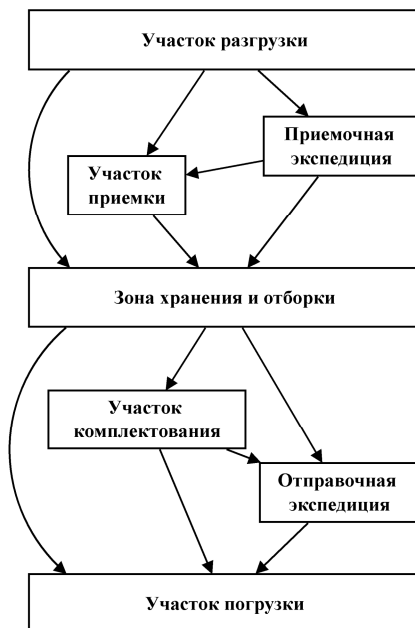 Участок разгрузки
Приемочная
экспедиция
Участок
приемки
Зона хранения и отборки
Участок
комплектования
Отправочная
экспедиция
Участок погрузки